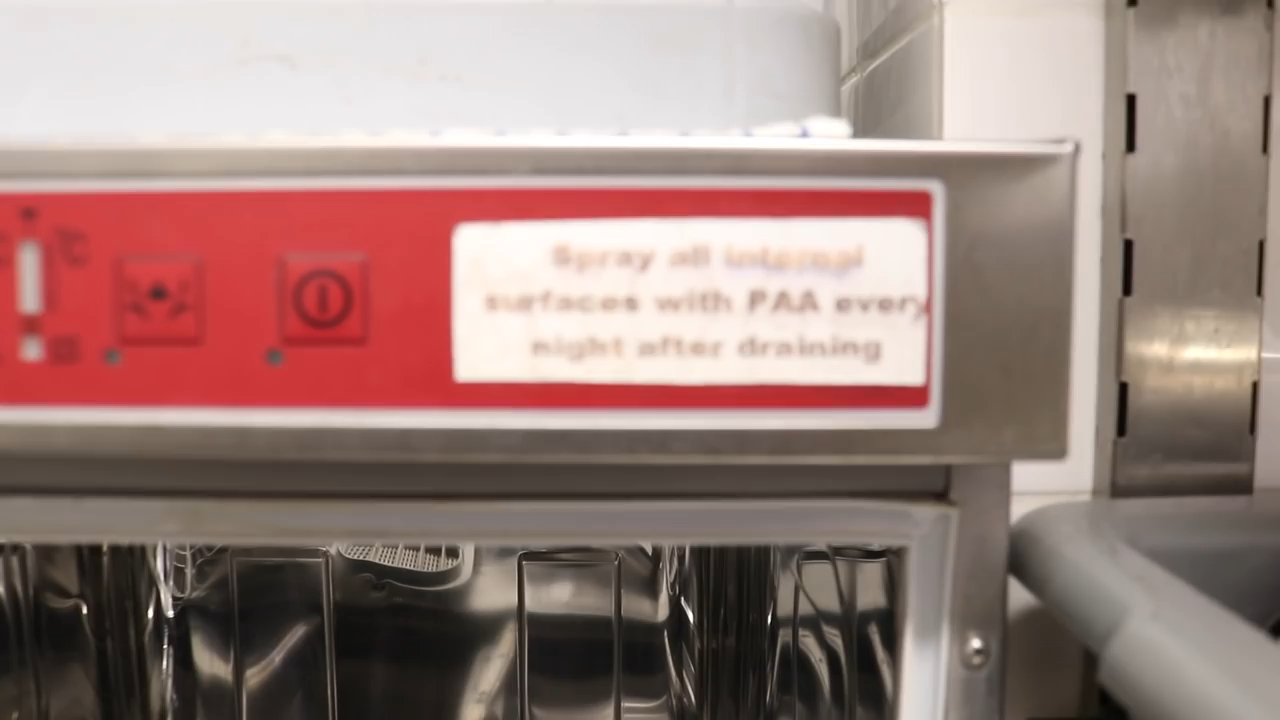 Spray all internal
surfaces with PAA every
night after draining